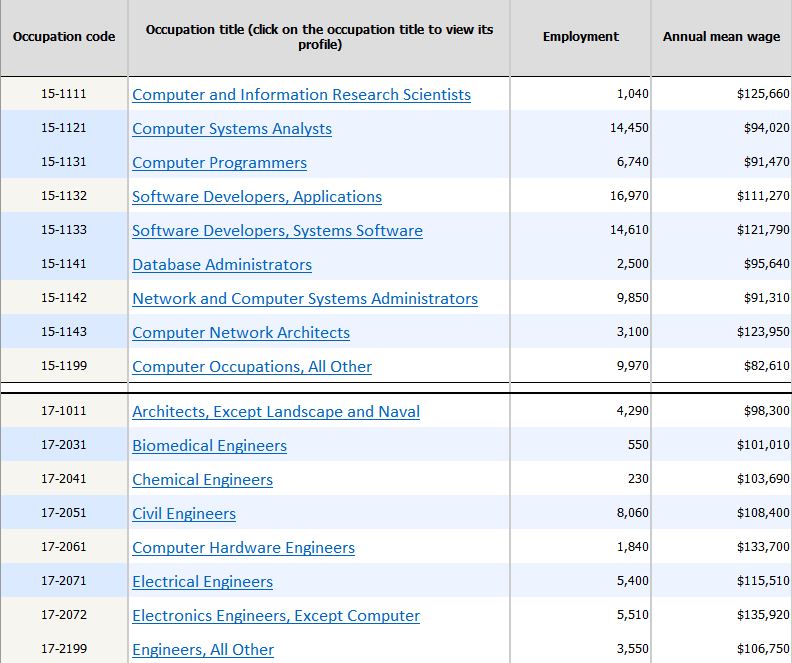 Occupation code Occupation title (click on the occupation title to view its profile) Employment Annual mean wage
15-1111 Computer and Information Research Scientists 1,040 $125,660
15-1121 Computer Systems Analysts 14,450 $94,020
15-1131 Computer Programmers 6,740 $91,470
15-1132 Software Developers, Applications 16,970 $111,270
15-1133 Software Developers, Systems Software 14,610 $121,790
15-1141 Database Administrators 2,500 $95,640
15-1142 Network and Computer Systems Administrators 9,850 $91,310
15-1143 Computer Network Architects 3,100 $123,950
15-1199 Computer Occupations, All Other 9,970 $82,610
17-1011 Architects, Except Landscape and Naval 4,290 $98,300
17-2031 Biomedical Engineers 550 $101,010
17-2041 Chemical Engineers 230 $103,690
17-2051 Civil Engineers 8,060 $108,400
17-2061 Computer Hardware Engineers 1,840 $133,700
17-2071 Electrical Engineers 5,400 $115,510
17-2072 Electronics Engineers, Except Computer 5,510 $135,920
17-2199 Engineers, All Other 3,550 $106,750